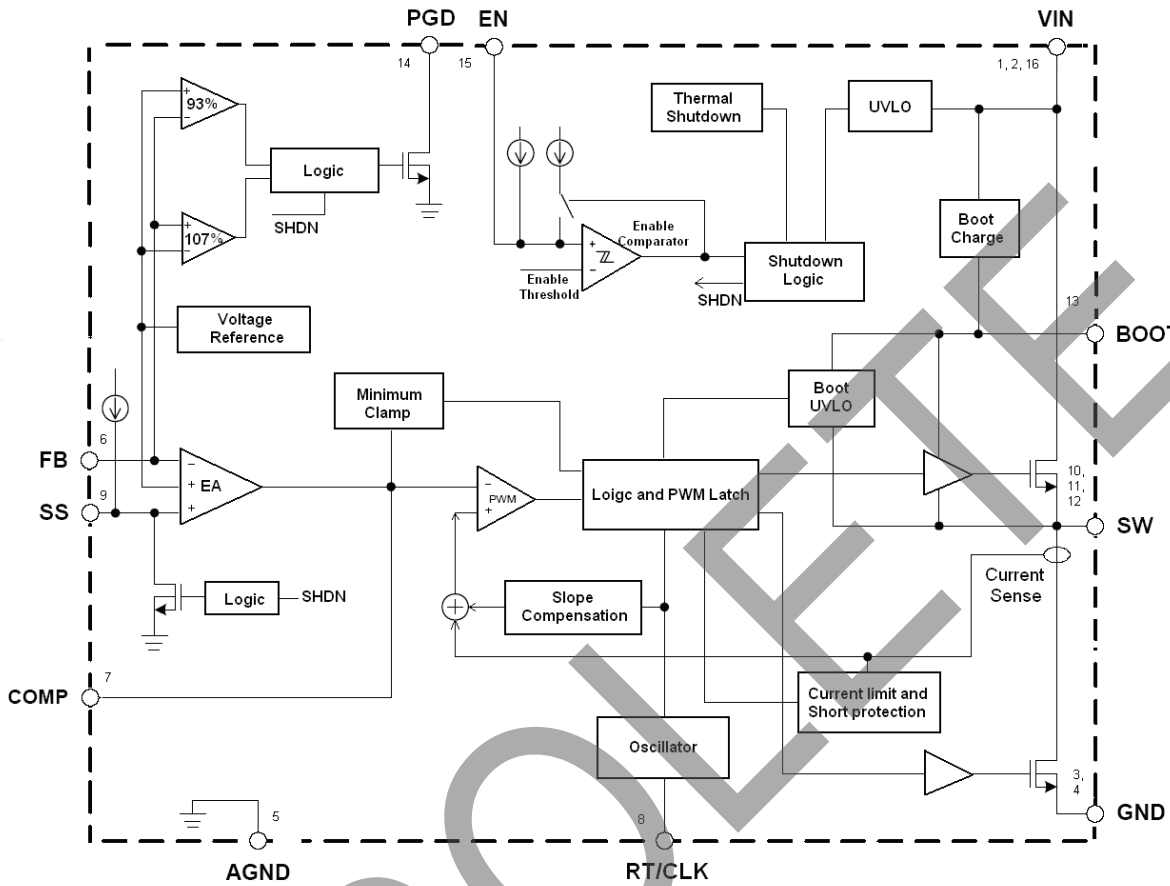 PGD
EN
VIN
14
15
1, 2, 16
+
93%
−
Thermal
Shutdown
UVLO
Logic
SHDN
+
107%
−
Enable
Comparator
+
−
Enable
Threshold
Shutdown
Logic
SHDN
Boot
Charge
13
BOOT
Voltage
Reference
Minimum
Clamp
Boot
UVLO
6
FB
9
SS
−
+ EA
+
−
PWM
+
Loigc and PWM Latch
10,
11,
12
SW
Current
Sense
Logic
SHDN
+
Slope
Compensation
7
COMP
Current limit and
Short protection
Oscillator
3,
4
GND
5
AGND
8
RT/CLK
OLETE